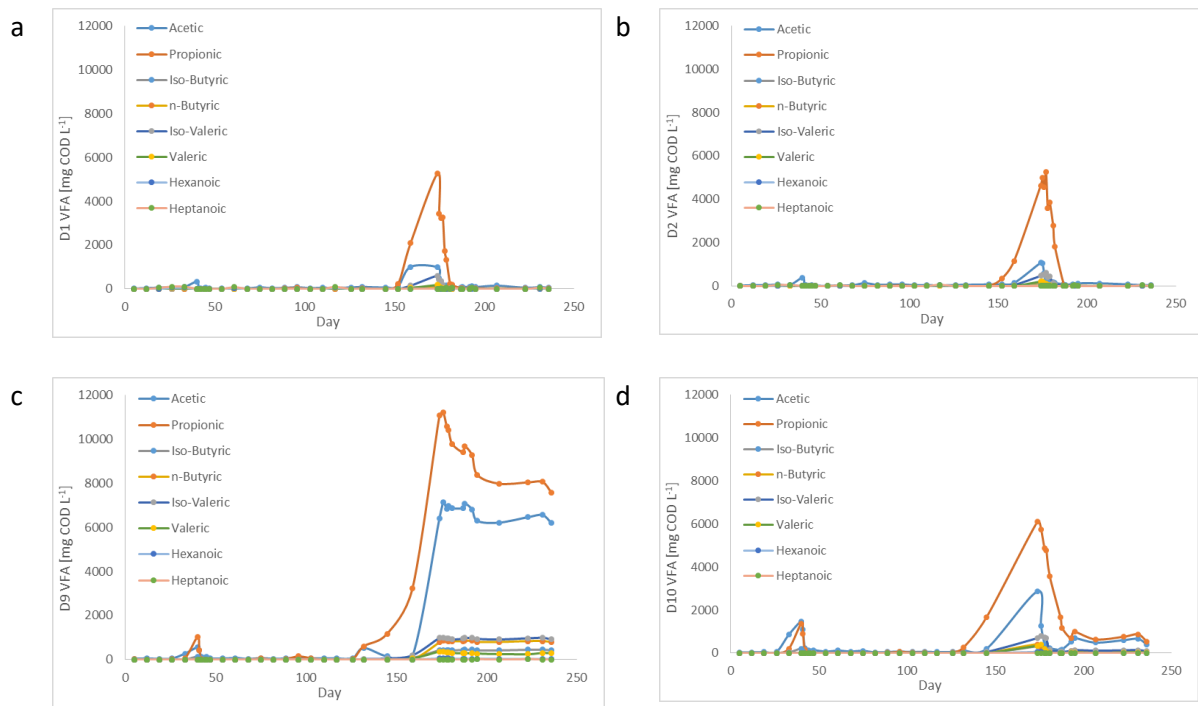 a
12000
10000
8000
6000
4000
2000
0
D1 VFA [mg COD L-1]
Acetic
Propionic
Iso-Butyric
n-Butyric
Iso-Valeric
Valeric
Hexanoic
Heptanoic
0 50 100 150 200 250
Day
b
12000
10000
8000
6000
4000
2000
0
D2 VFA [mg COD L-1]
Acetic
Propionic
Iso-Butyric
n-Butyric
Iso-Valeric
Valeric
Hexanoic
Heptanoic
0 50 100 150 200 250
Day
c
12000
10000
8000
6000
4000
2000
0
D9 VFA [mg COD L-1]
Acetic
Propionic
Iso-Butyric
n-Butyric
Iso-Valeric
Valeric
Hexanoic
Heptanoic
0 50 100 150 200 250
Day
d
12000
10000
8000
6000
4000
2000
0
D10 VFA [mg COD L-1]
Acetic
Propionic
Iso-Butyric
n-Butyric
Iso-Valeric
Valeric
Hexanoic
Heptanoic
0 50 100 150 200 250
Day